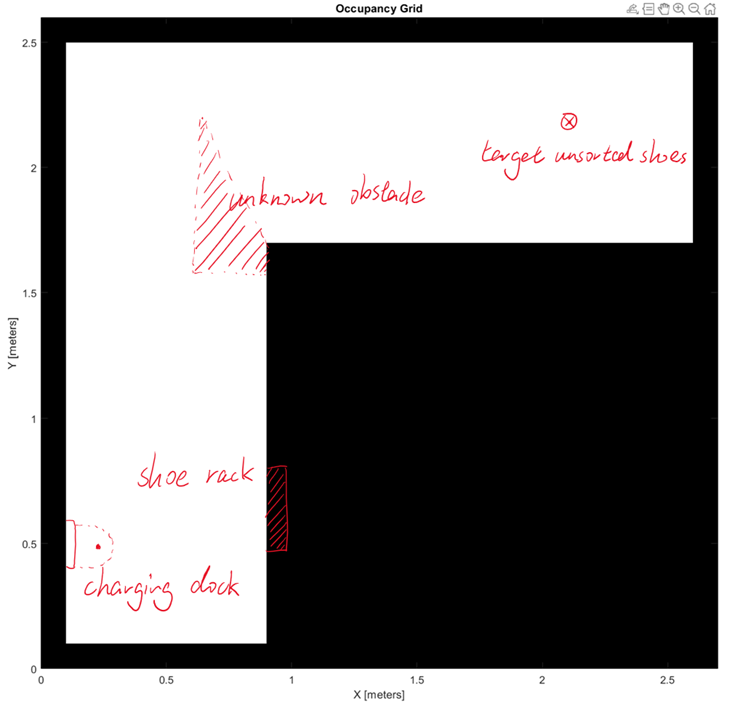 Occupancy Grid
2.5
target unsorted shoes
2
unknown obstacle
1.5
Y [meters]
1
shoe rack
0.5
charging dock
0
0 0.5 1 1.5 2 2.5
X [meters]